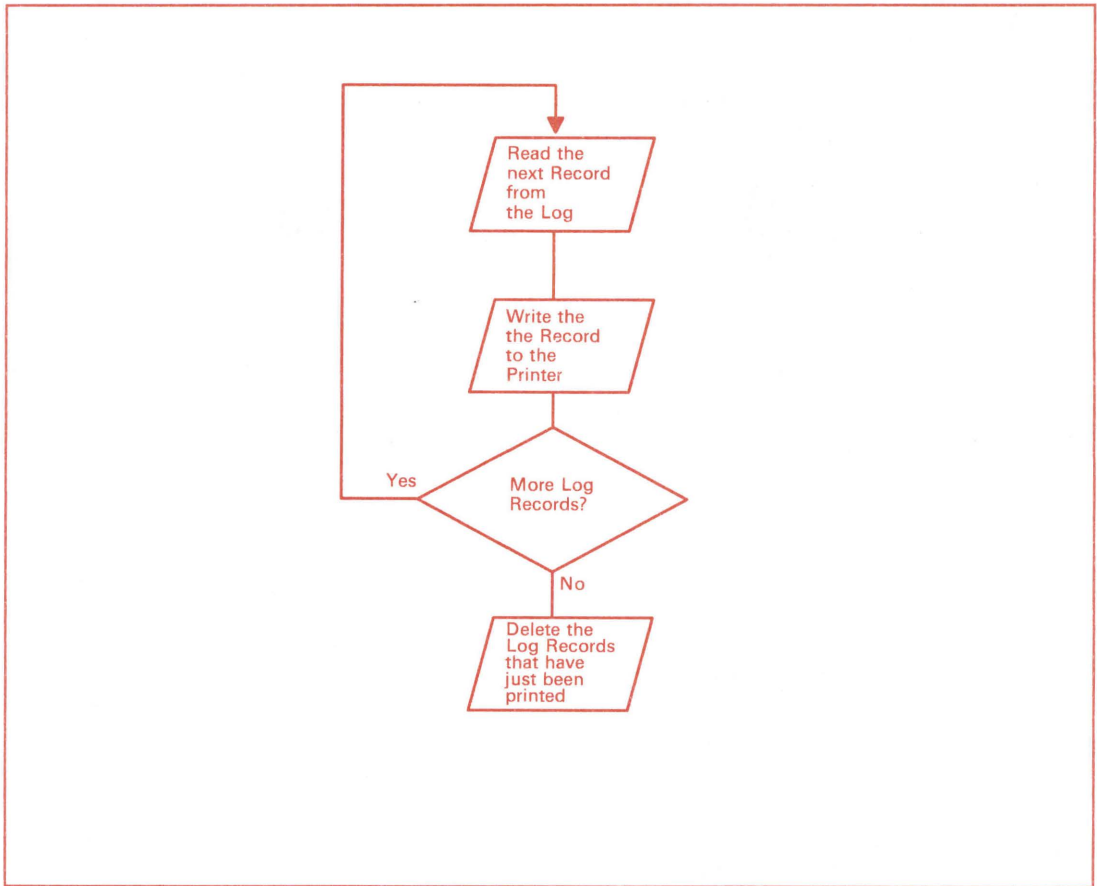 Read the
next Record
from
the Log
Write the
the Record
to the
Printer
Yes
More Log
Records?
No
Delete the
Log Records
that have
just been
printed